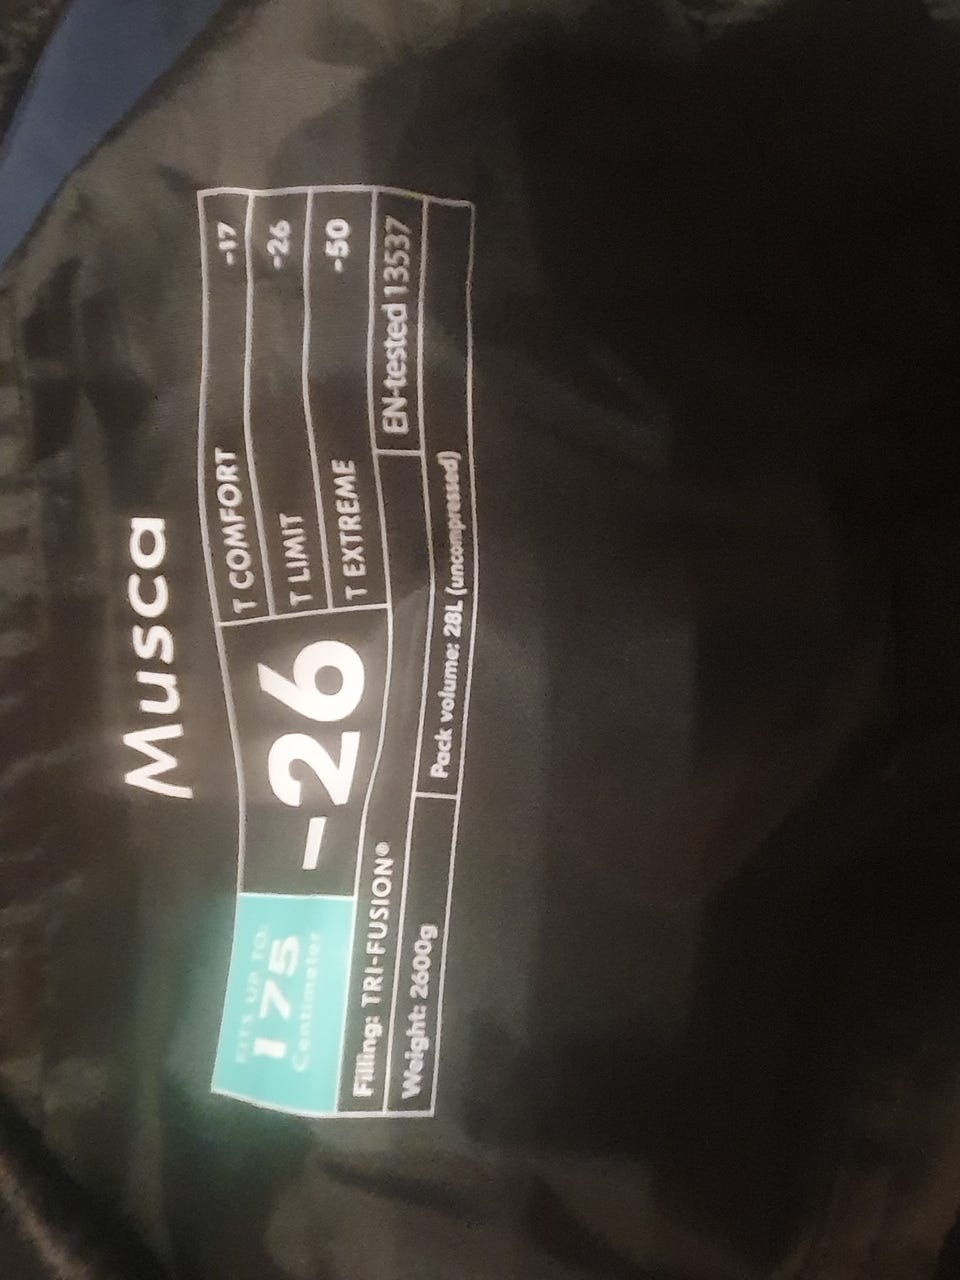 Musca
FITS UP TO:
175
Centimeter
-26
T COMFORT -17
T LIMIT -26
T EXTREME -50
Filling: TRI-FUSION®
EN-tested 13537
Weight: 2600g
Pack volume: 28L (uncompressed)